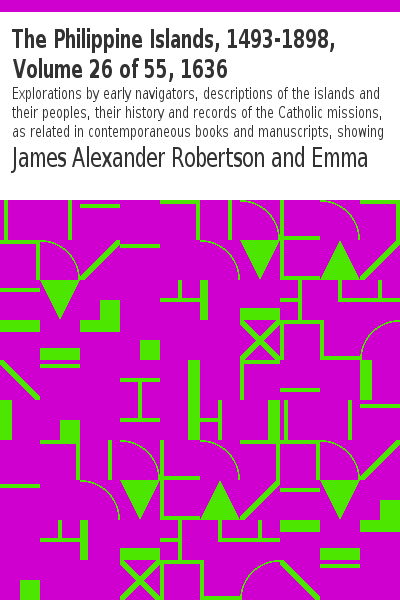 The Philippine Islands, 1493-1898,
Volume 26 of 55, 1636
Explorations by early navigators, descriptions of the islands and
their peoples, their history and records of the Catholic missions,
as related in contemporaneous books and manuscripts, showing
James Alexander Robertson and Emma